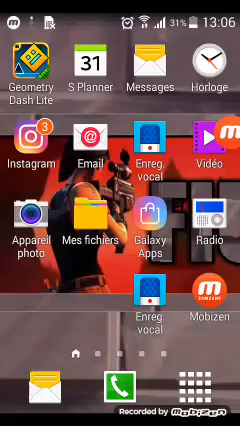 31% 13:06
31
Geometry Dash Lite
S Planner
Messages
Horloge
3
Instagram
Email
Enreg. vocal
Vidéo
Appareil photo
Mes fichiers
Galaxy Apps
Radio
SAMSUNG
Enreg. vocal
Mobizen
RECORDED BY mobizen